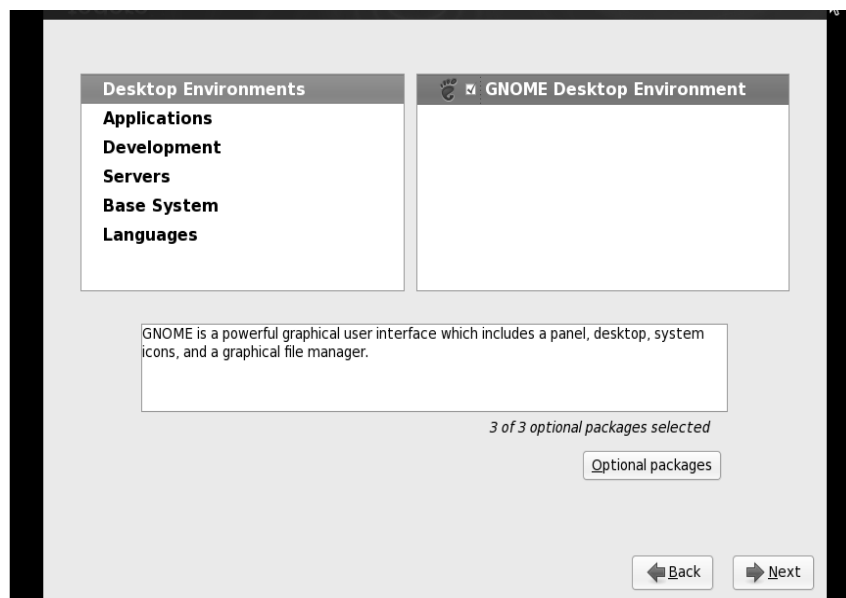 Desktop Environments
Applications
Development
Servers
Base System
Languages
GNOME Desktop Environment
GNOME is a powerful graphical user interface which includes a panel, desktop, system
icons, and a graphical file manager.
3 of 3 optional packages selected
Optional packages
Back
Next